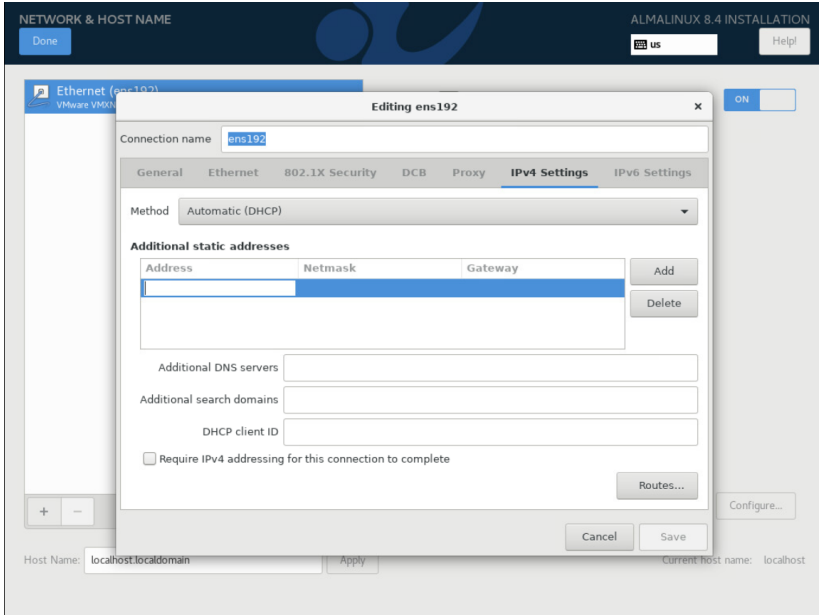 NETWORK & HOST NAME
ALMALINUX 8.4 INSTALLATION
Done
us
Help!
Ethernet (ens192)
VMware VMXN
ON
Editing ens192
×
Connection name ens192
General Ethernet 802.1X Security DCB Proxy IPv4 Settings IPv6 Settings
Method Automatic (DHCP)
Additional static addresses
Address Netmask Gateway
Add
Delete
Additional DNS servers
Additional search domains
DHCP client ID
Require IPv4 addressing for this connection to complete
Routes...
+ −
Configure...
Cancel Save
Host Name: localhost.localdomain Apply Current host name: localhost